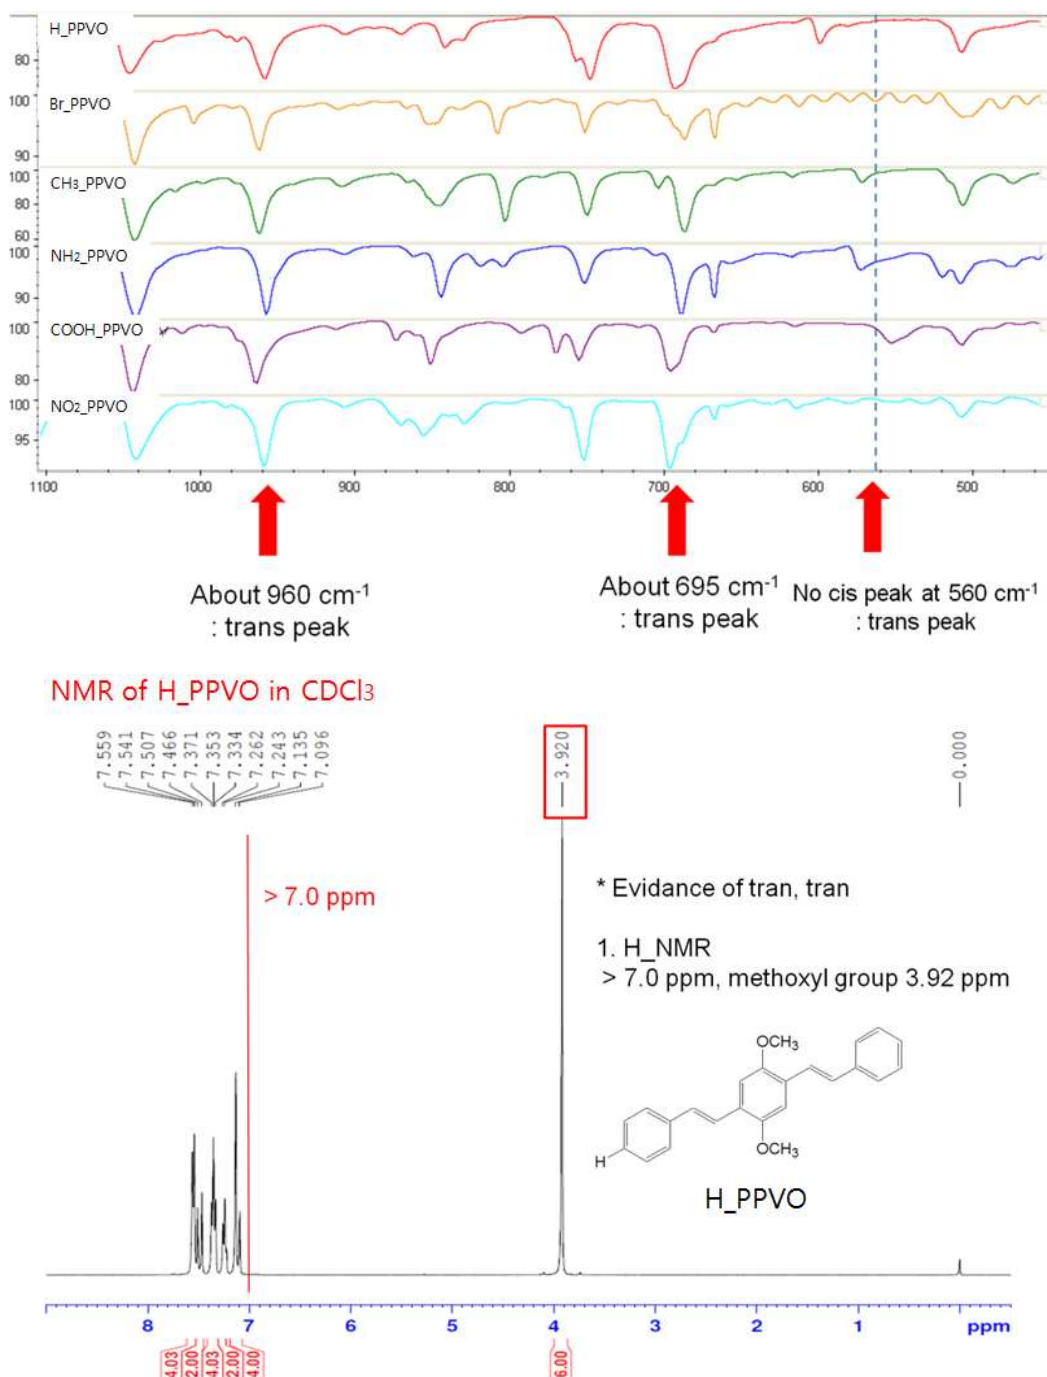 H_PPVO
80
100
Br_PPVO
90
100
CH3_PPVO
80
60
100
NH2_PPVO
90
100
COOH_PPVO
80
100
NO2_PPVO
95
1100 1000 900 800 700 600 500
About 960 cm-1
: trans peak
About 695 cm-1
: trans peak
No cis peak at 560 cm-1
: trans peak
NMR of H_PPVO in CDCl3
7.559
7.541
7.507
7.466
7.371
7.353
7.334
7.262
7.243
7.135
7.096
3.920
0.000
> 7.0 ppm
* Evidance of tran, tran
1. H_NMR
> 7.0 ppm, methoxyl group 3.92 ppm
OCH3
OCH3
H
H_PPVO
8 7 6 5 4 3 2 1 ppm
4.03
2.00
4.03
2.00
4.00
6.00